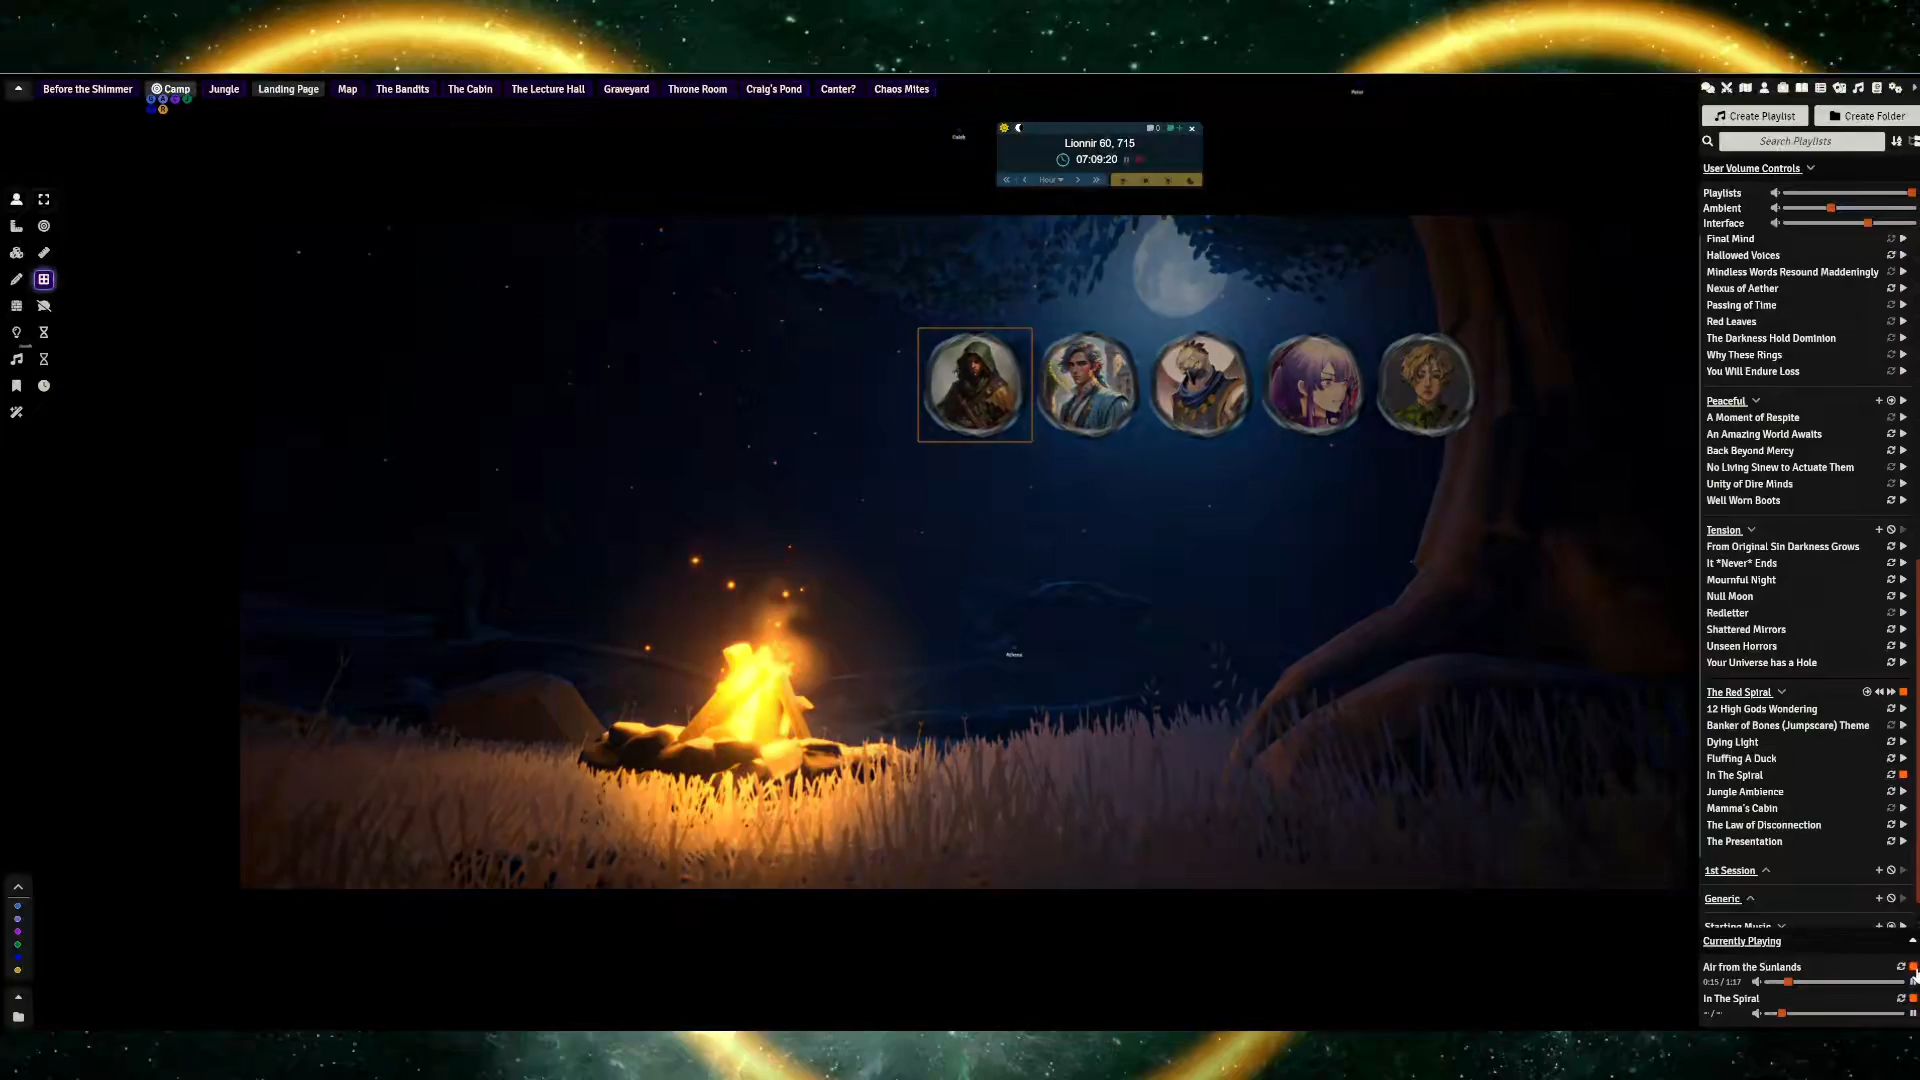 Before the Shimmer
Camp
Jungle
Landing Page
Map
The Bandits
The Cabin
The Lecture Hall
Graveyard
Throne Room
Craig's Pond
Canter?
Chaos Mites
B
A
C
J
R
Peter
Caleb
0
Lionnir 60, 715
07:09:20
Hour
Athena
Create Playlist
Create Folder
Search Playlists
User Volume Controls
Playlists
Ambient
Interface
Final Mind
Hallowed Voices
Mindless Words Resound Maddeningly
Nexus of Aether
Passing of Time
Red Leaves
The Darkness Hold Dominion
Why These Rings
You Will Endure Loss
Peaceful
A Moment of Respite
An Amazing World Awaits
Back Beyond Mercy
No Living Sinew to Actuate Them
Unity of Dire Minds
Well Worn Boots
Tension
From Original Sin Darkness Grows
It *Never* Ends
Mournful Night
Null Moon
Redletter
Shattered Mirrors
Unseen Horrors
Your Universe has a Hole
The Red Spiral
12 High Gods Wondering
Banker of Bones (Jumpscare) Theme
Dying Light
Fluffing A Duck
In The Spiral
Jungle Ambience
Mamma's Cabin
The Law of Disconnection
The Presentation
1st Session
Generic
Starting Music
Currently Playing
Air from the Sunlands
0:15 / 1:17
In The Spiral
-- / --